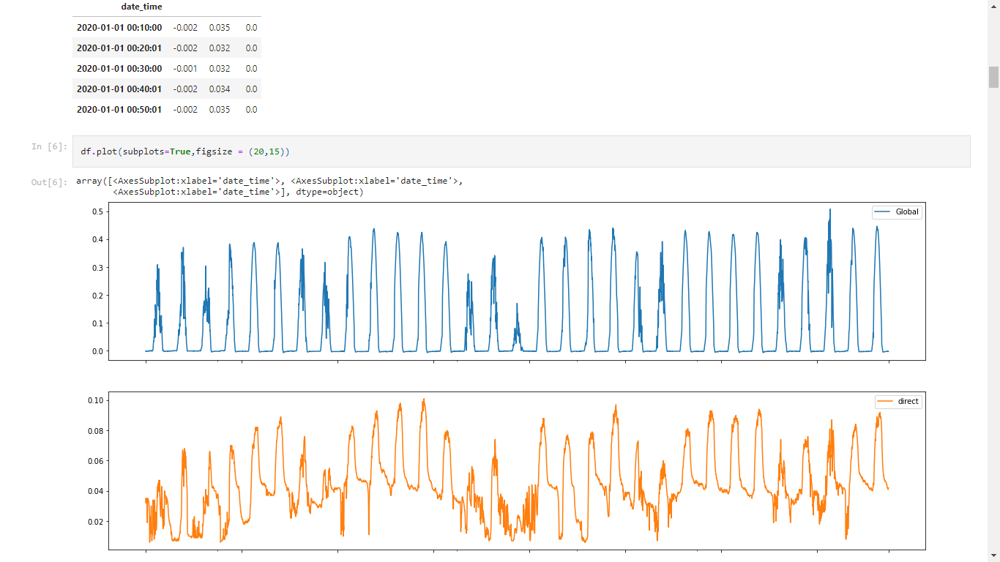 date_time
2020-01-01 00:10:00 -0.002 0.035 0.0
2020-01-01 00:20:01 -0.002 0.032 0.0
2020-01-01 00:30:00 -0.001 0.032 0.0
2020-01-01 00:40:01 -0.002 0.034 0.0
2020-01-01 00:50:01 -0.002 0.035 0.0
In [6]: df.plot(subplots=True,figsize = (20,15))
Out[6]: array([<AxesSubplot:xlabel='date_time'>, <AxesSubplot:xlabel='date_time'>,
<AxesSubplot:xlabel='date_time'>], dtype=object)
Global
0.5
0.4
0.3
0.2
0.1
0.0
direct
0.10
0.08
0.06
0.04
0.02